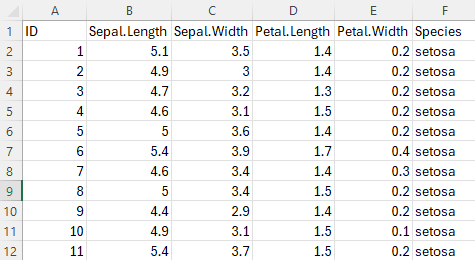 A B C D E F
1 ID Sepal.Length Sepal.Width Petal.Length Petal.Width Species
2 1 5.1 3.5 1.4 0.2 setosa
3 2 4.9 3 1.4 0.2 setosa
4 3 4.7 3.2 1.3 0.2 setosa
5 4 4.6 3.1 1.5 0.2 setosa
6 5 5 3.6 1.4 0.2 setosa
7 6 5.4 3.9 1.7 0.4 setosa
8 7 4.6 3.4 1.4 0.3 setosa
9 8 5 3.4 1.5 0.2 setosa
10 9 4.4 2.9 1.4 0.2 setosa
11 10 4.9 3.1 1.5 0.1 setosa
12 11 5.4 3.7 1.5 0.2 setosa